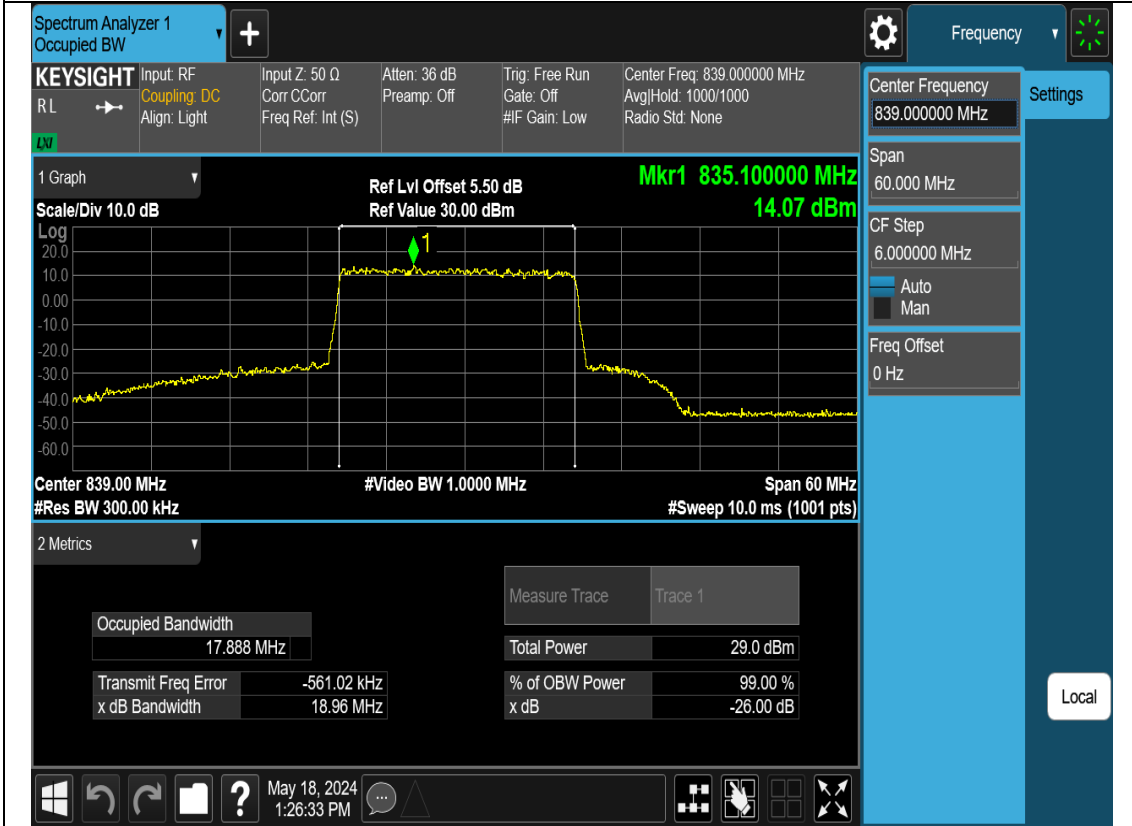 Spectrum Analyzer 1
Occupied BW
+
Frequency
KEYSIGHT
R L
LXI
Input: RF
Coupling: DC
Align: Light
Input Z: 50 Ω
Corr CCorr
Freq Ref: Int (S)
Atten: 36 dB
Preamp: Off
Trig: Free Run
Gate: Off
#IF Gain: Low
Center Freq: 839.000000 MHz
Avg|Hold: 1000/1000
Radio Std: None
1 Graph
Scale/Div 10.0 dB
Ref Lvl Offset 5.50 dB
Ref Value 30.00 dBm
Mkr1 835.100000 MHz
14.07 dBm
Log
20.0
10.0
0.00
-10.0
-20.0
-30.0
-40.0
-50.0
-60.0
1
Center 839.00 MHz
#Video BW 1.0000 MHz
Span 60 MHz
#Res BW 300.00 kHz
#Sweep 10.0 ms (1001 pts)
2 Metrics
Measure Trace
Trace 1
Occupied Bandwidth
17.888 MHz
Total Power
29.0 dBm
Transmit Freq Error
-561.02 kHz
% of OBW Power
99.00 %
x dB Bandwidth
18.96 MHz
x dB
-26.00 dB
Center Frequency
839.000000 MHz
Settings
Span
60.000 MHz
CF Step
6.000000 MHz
Auto
Man
Freq Offset
0 Hz
Local
?
May 18, 2024
1:26:33 PM